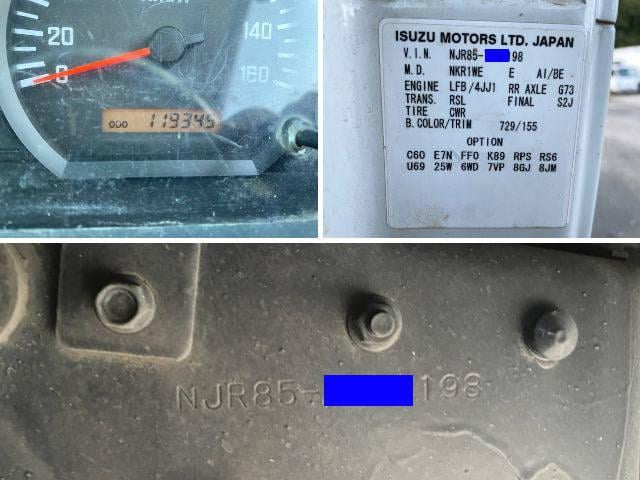 km/h
20
0
140
160
ODO 119345
ISUZU MOTORS LTD. JAPAN
V.I.N. NJR85- 98
M.D. NKR1WE E A1/BE
ENGINE LFB/4JJ1 RR AXLE G73
TRANS. RSL FINAL S2J
TIRE CWR
B.COLOR/TRIM 729/155
OPTION
C60 E7N FF0 K89 RPS RS6
U69 25W 6WD 7VP 8GJ 8JM
NJR85- 198